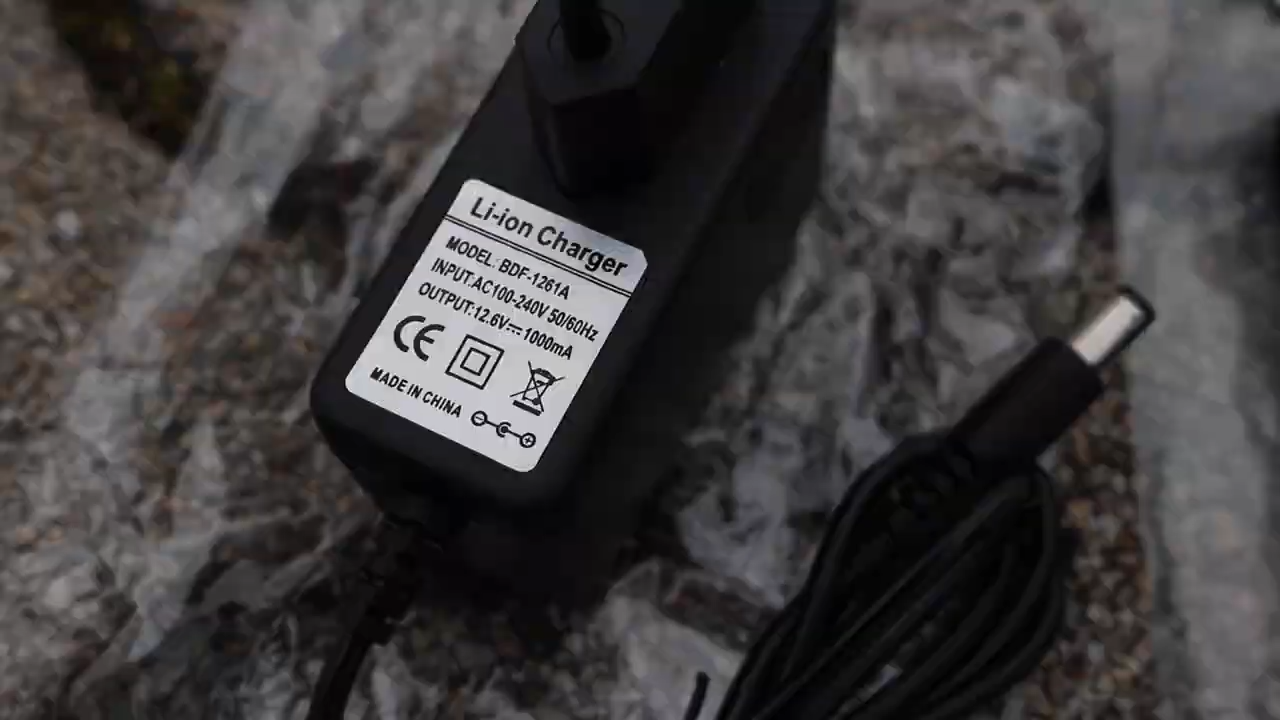 Li-ion Charger
MODEL: BDF-1261A
INPUT:AC100-240V 50/60Hz
OUTPUT:12.6V⎓1000mA
CE
MADE IN CHINA